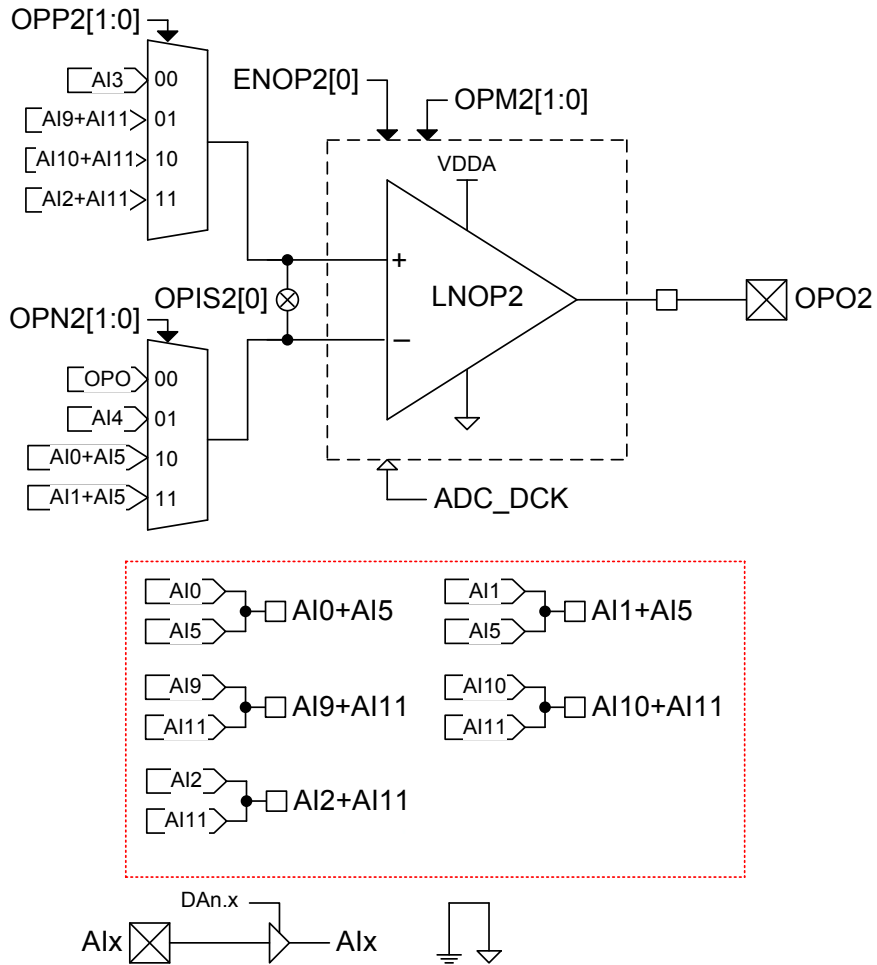 OPP2[1:0]
AI3 00
AI9+AI11 01
AI10+AI11 10
AI2+AI11 11
ENOP2[0]
OPM2[1:0]
VDDA
+
LNOP2
−
OPO2
OPIS2[0]
OPN2[1:0]
OPO 00
AI4 01
AI0+AI5 10
AI1+AI5 11
ADC_DCK
AI0
AI5
AI0+AI5
AI1
AI5
AI1+AI5
AI9
AI11
AI9+AI11
AI10
AI11
AI10+AI11
AI2
AI11
AI2+AI11
DAn.x
AIx
AIx